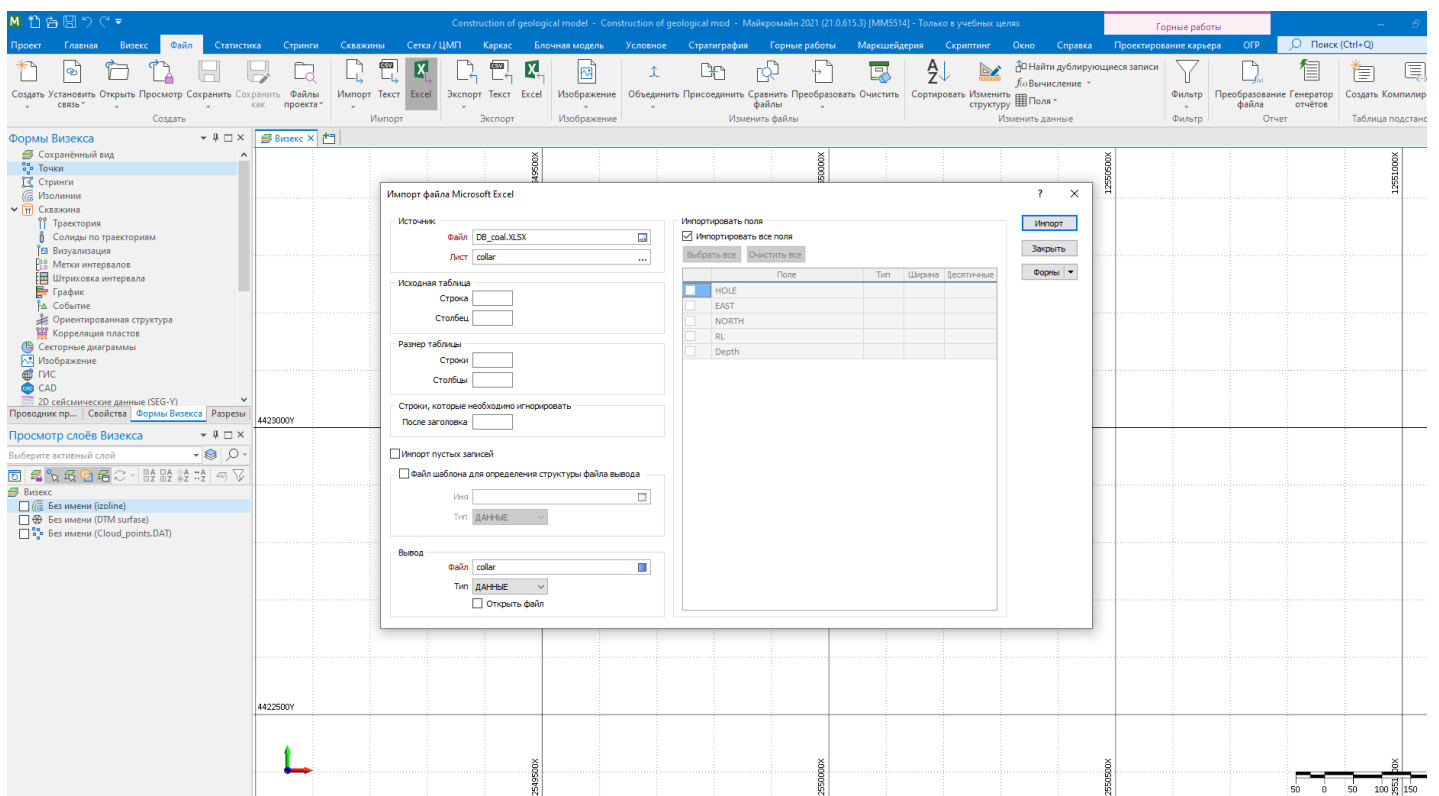 Construction of geological model - Construction of geological mod - Майкромайн 2021 (21.0.615.3) [MM5514] - Только в учебных целях
Горные работы
Проект Главная Визекс Файл Статистика Стринги Скважины Сетка / ЦМП Каркас Блочная модель Условное Стратиграфия Горные работы Маркшейдерия Скриптинг Окно Справка Проектирование карьера ОГР Поиск (Ctrl+Q)
Создать Установить связь Открыть Просмотр Сохранить Сохранить как Файлы проекта Импорт Текст Excel Экспорт Текст Excel Изображение Объединить Присоединить Сравнить файлы Преобразовать Очистить Сортировать Изменить структуру
Найти дублирующиеся записи
Вычисление
Поля
Фильтр Преобразование файла Генератор отчётов Создать Компилир
Создать Импорт Экспорт Изображение Изменить файлы Изменить данные Фильтр Отчет Таблица подстанс
Формы Визекса
Визекс
Сохранённый вид
Точки
Стринги
Изолинии
Скважина
Траектория
Солиды по траекториям
Визуализация
Метки интервалов
Штриховка интервала
График
Событие
Ориентированная структура
Корреляция пластов
Секторные диаграммы
Изображение
ГИС
CAD
2D сейсмические данные (SEG-Y)
Проводник пр... Свойства Формы Визекса Разрезы
Просмотр слоёв Визекса
Выберите активный слой
Визекс
Без имени (izoline)
Без имени (DTM surfase)
Без имени (Cloud_points.DAT)
12550500X
12551000X
4423000Y
4422500Y
Импорт файла Microsoft Excel
Источник
Файл DB_coal.XLSX
Лист collar
Исходная таблица
Строка
Столбец
Размер таблицы
Строки
Столбцы
Строки, которые необходимо игнорировать
После заголовка
Импорт пустых записей
Файл шаблона для определения структуры файла вывода
Имя
Тип ДАННЫЕ
Вывод
Файл collar
Тип ДАННЫЕ
Открыть файл
Импортировать поля
Импортировать все поля
Выбрать все Очистить все
Поле Тип Ширина Десятичные
HOLE
EAST
NORTH
RL
Depth
Импорт
Закрыть
Формы
50 0 50 100 150